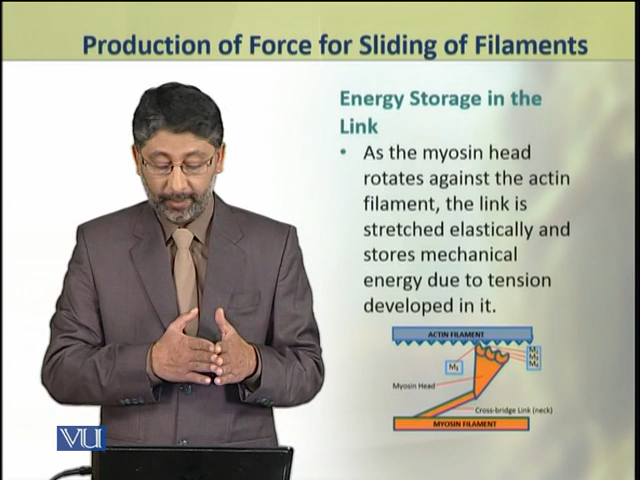 Production of Force for Sliding of Filaments
Energy Storage in the
Link
• As the myosin head
rotates against the actin
filament, the link is
stretched elastically and
stores mechanical
energy due to tension
developed in it.
ACTIN FILAMENT
Myosin Head
Cross-bridge Link (neck)
MYOSIN FILAMENT
VU